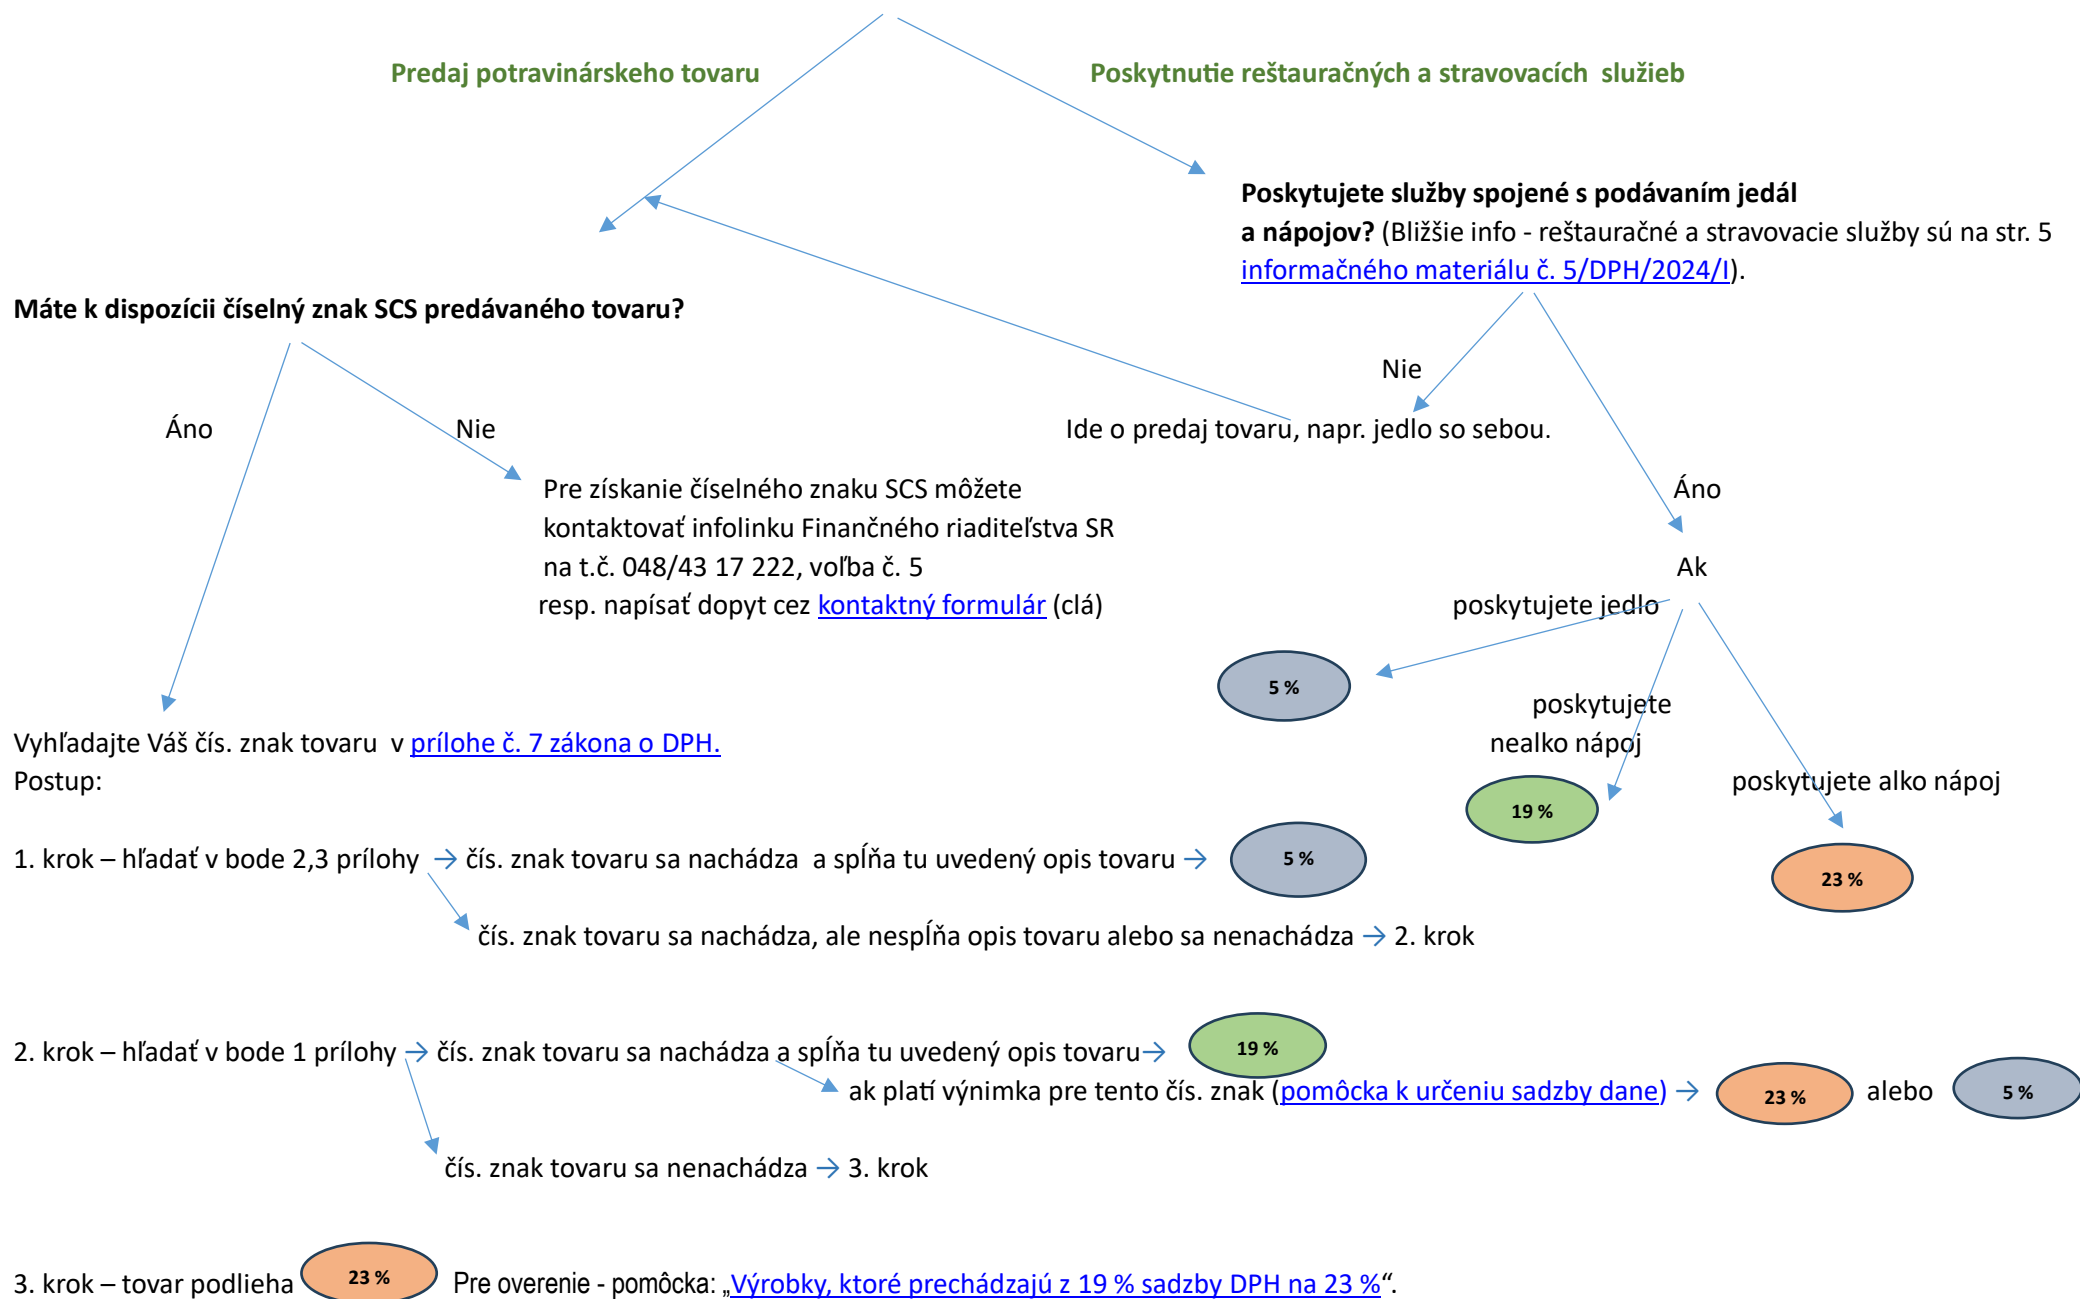 Predaj potravinárskeho tovaru
Poskytnutie reštauračných a stravovacích služieb
Poskytujete služby spojené s podávaním jedál
a nápojov? (Bližšie info - reštauračné a stravovacie služby sú na str. 5
informačného materiálu č. 5/DPH/2024/I).
Máte k dispozícii číselný znak SCS predávaného tovaru?
Nie
Áno
Nie
Ide o predaj tovaru, napr. jedlo so sebou.
Pre získanie číselného znaku SCS môžete
kontaktovať infolinku Finančného riaditeľstva SR
na t.č. 048/43 17 222, voľba č. 5
resp. napísať dopyt cez kontaktný formulár (clá)
Áno
Ak
poskytujete jedlo
5 %
poskytujete
nealko nápoj
19 %
poskytujete alko nápoj
23 %
Vyhľadajte Váš čís. znak tovaru v prílohe č. 7 zákona o DPH.
Postup:
1. krok – hľadať v bode 2,3 prílohy → čís. znak tovaru sa nachádza a spĺňa tu uvedený opis tovaru → 5 %
čís. znak tovaru sa nachádza, ale nespĺňa opis tovaru alebo sa nenachádza → 2. krok
2. krok – hľadať v bode 1 prílohy → čís. znak tovaru sa nachádza a spĺňa tu uvedený opis tovaru→ 19 %
ak platí výnimka pre tento čís. znak (pomôcka k určeniu sadzby dane) → 23 % alebo 5 %
čís. znak tovaru sa nenachádza → 3. krok
3. krok – tovar podlieha 23 % Pre overenie - pomôcka: „Výrobky, ktoré prechádzajú z 19 % sadzby DPH na 23 %“.